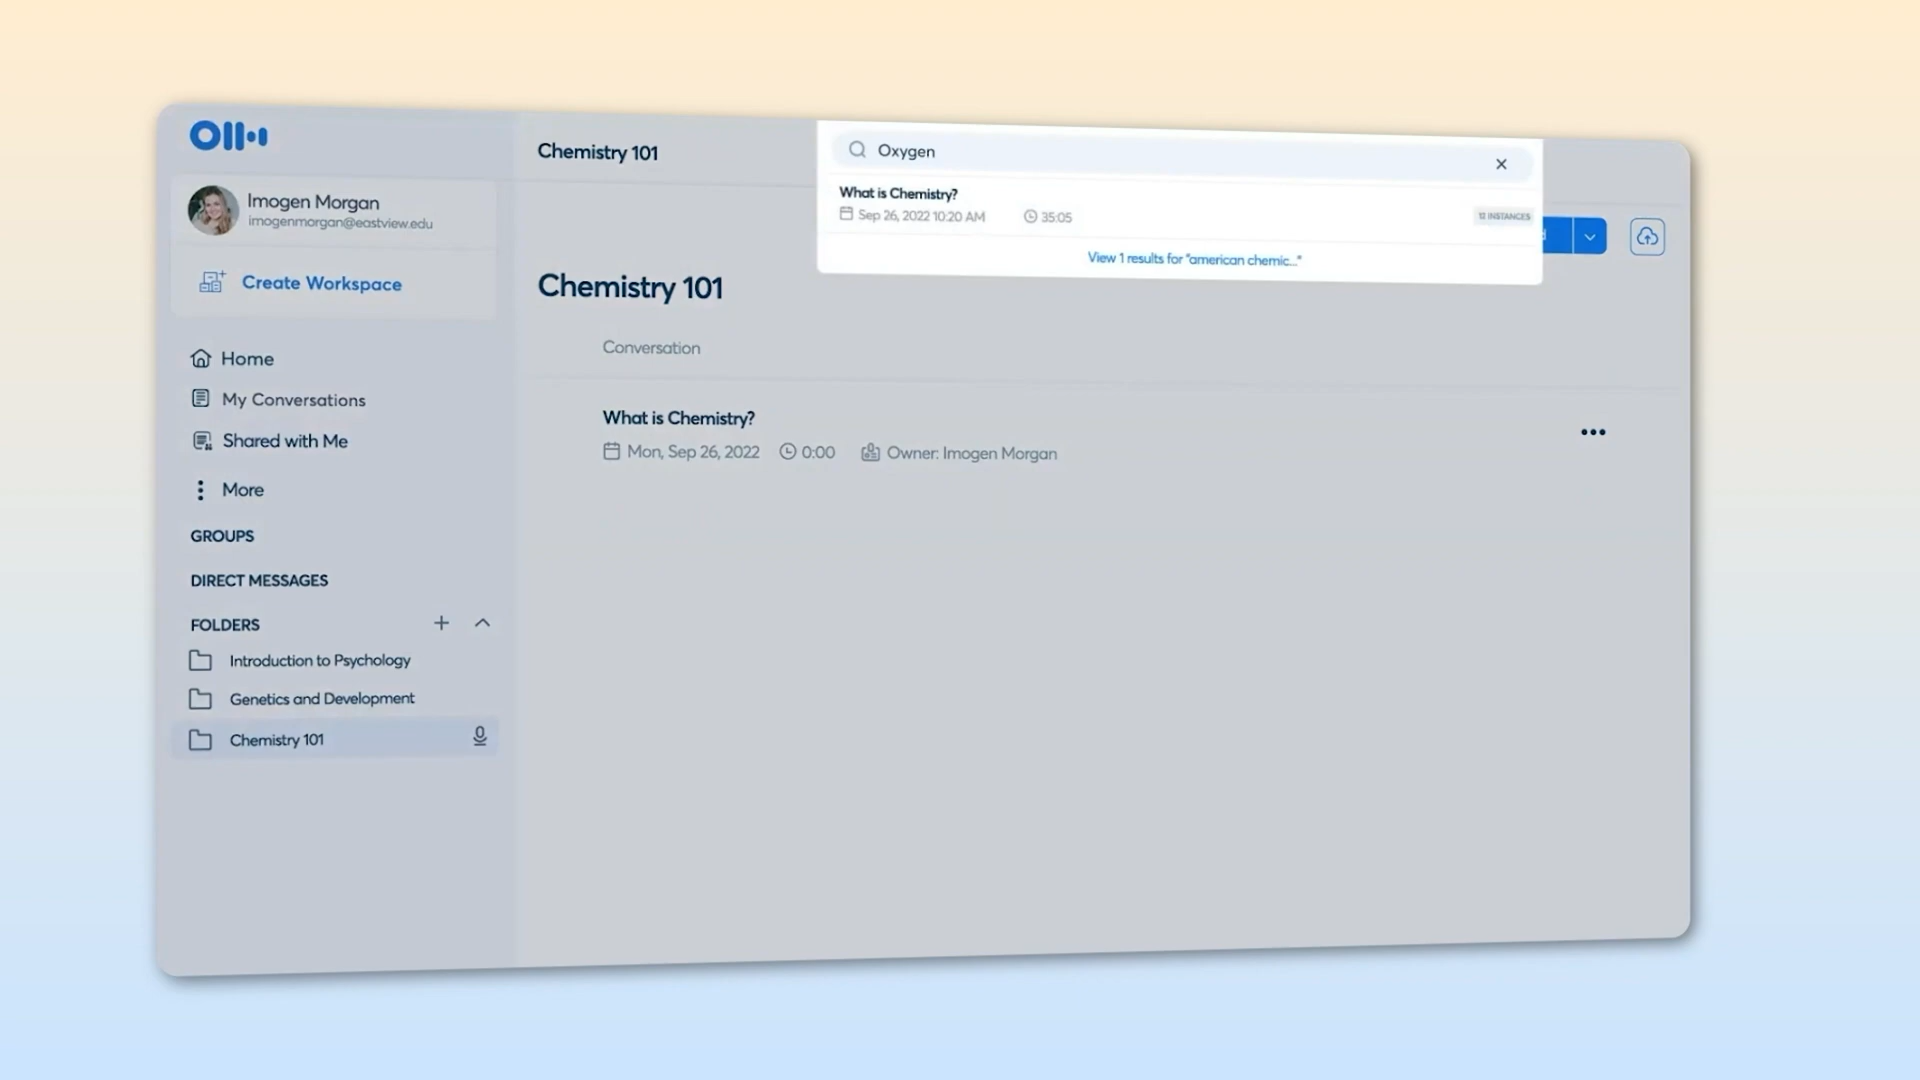 Imogen Morgan
imogenmorgan@eastview.edu
Create Workspace
Home
My Conversations
Shared with Me
More
GROUPS
DIRECT MESSAGES
FOLDERS
Introduction to Psychology
Genetics and Development
Chemistry 101
Chemistry 101
Oxygen
What is Chemistry?
Sep 26, 2022 10:20 AM 35:05
12 INSTANCES
View 1 results for "american chemic..."
Chemistry 101
Conversation
What is Chemistry?
Mon, Sep 26, 2022 0:00 Owner: Imogen Morgan